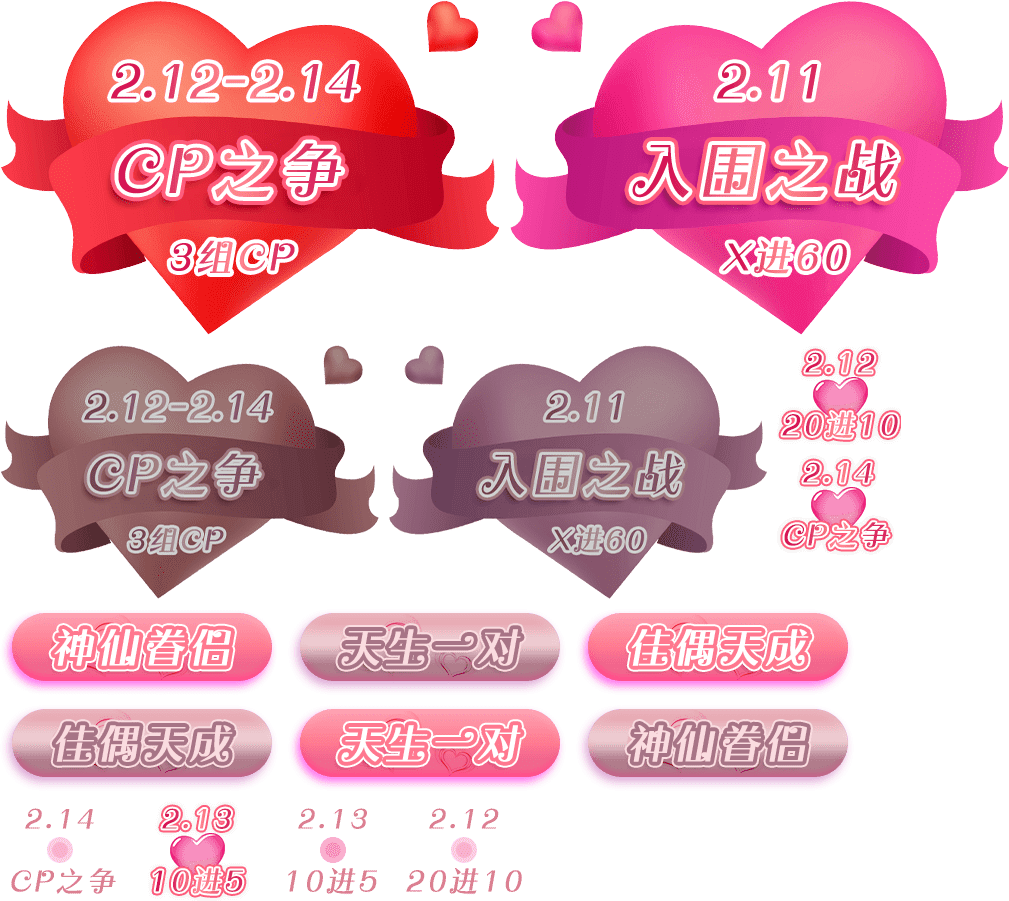 2.12-2.14
CP之争
3组CP
2.11
入围之战
X进60
2.12-2.14
CP之争
3组CP
2.11
入围之战
X进60
2.12
20进10
2.14
CP之争
神仙眷侣
天生一对
佳偶天成
佳偶天成
天生一对
神仙眷侣
2.14
CP之争
2.13
10进5
2.13
10进5
2.12
20进10